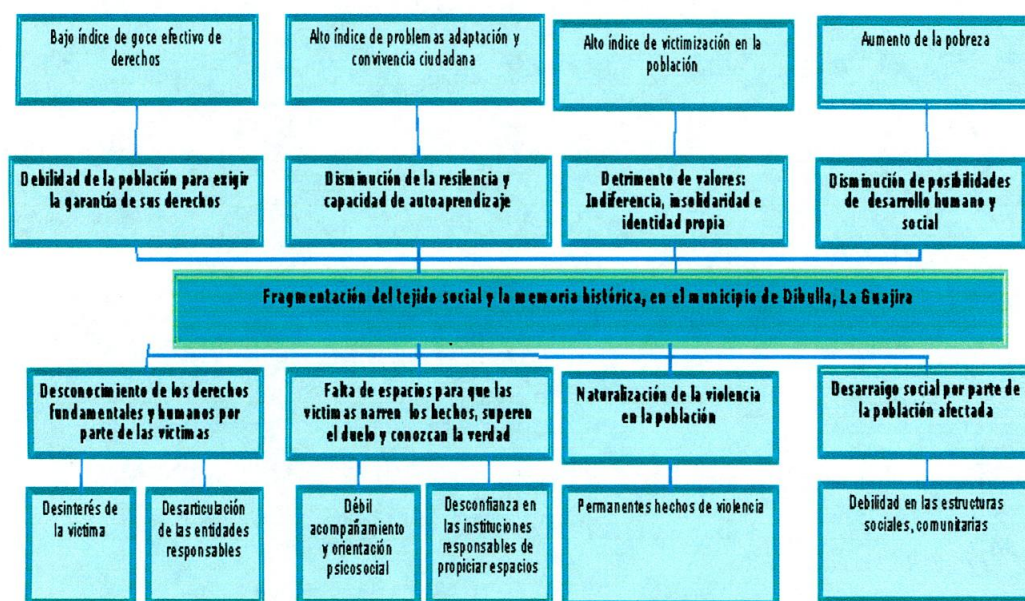 Bajo índice de goce efectivo de
derechos
Alto índice de problemas adaptación y
convivencia ciudadana
Alto índice de victimización en la
población
Aumento de la pobreza
Debilidad de la población para exigir
la garantía de sus derechos
Disminución de la resilencia y
capacidad de autoaprendizaje
Detrimento de valores:
Indiferencia, insolidaridad e
identidad propia
Disminución de posibilidades
de desarrollo humano y
social
Fragmentación del tejido social y la memoria histórica, en el municipio de Dibulla, La Guajira
Desconocimiento de los derechos
fundamentales y humanos por
parte de las victimas
Falta de espacios para que las
victimas narren los hechos, superen
el duelo y conozcan la verdad
Naturalización de la violencia
en la población
Desarraigo social por parte de
la población afectada
Desinterés de
la victima
Desarticulación
de las entidades
responsables
Débil
acompañamiento
y orientación
psicosocial
Desconfianza en
las instituciones
responsables de
propiciar espacios
Permanentes hechos de violencia
Debilidad en las estructuras
sociales, comunitarias